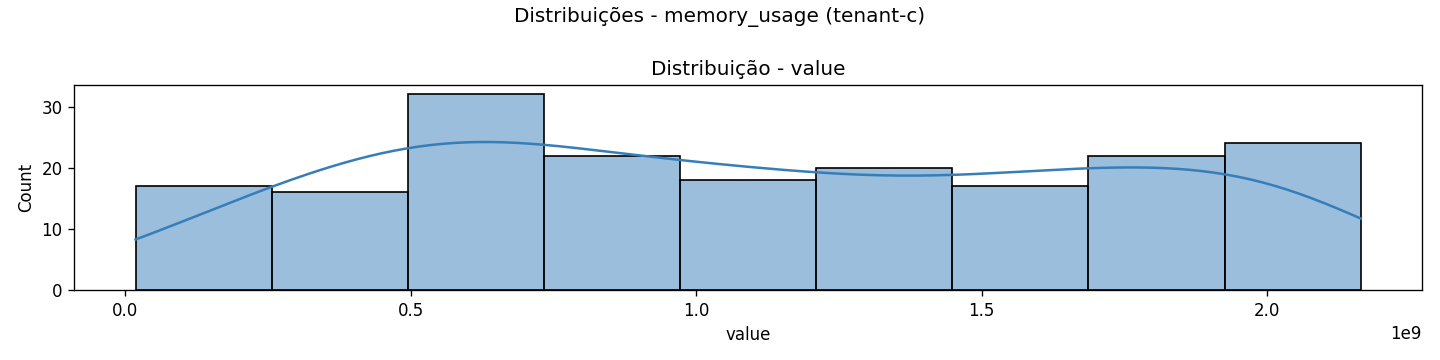 Distribuições - memory_usage (tenant-c)
Distribuição - value
Count
30
20
10
0
0.0 0.5 1.0 1.5 2.0
1e9
value